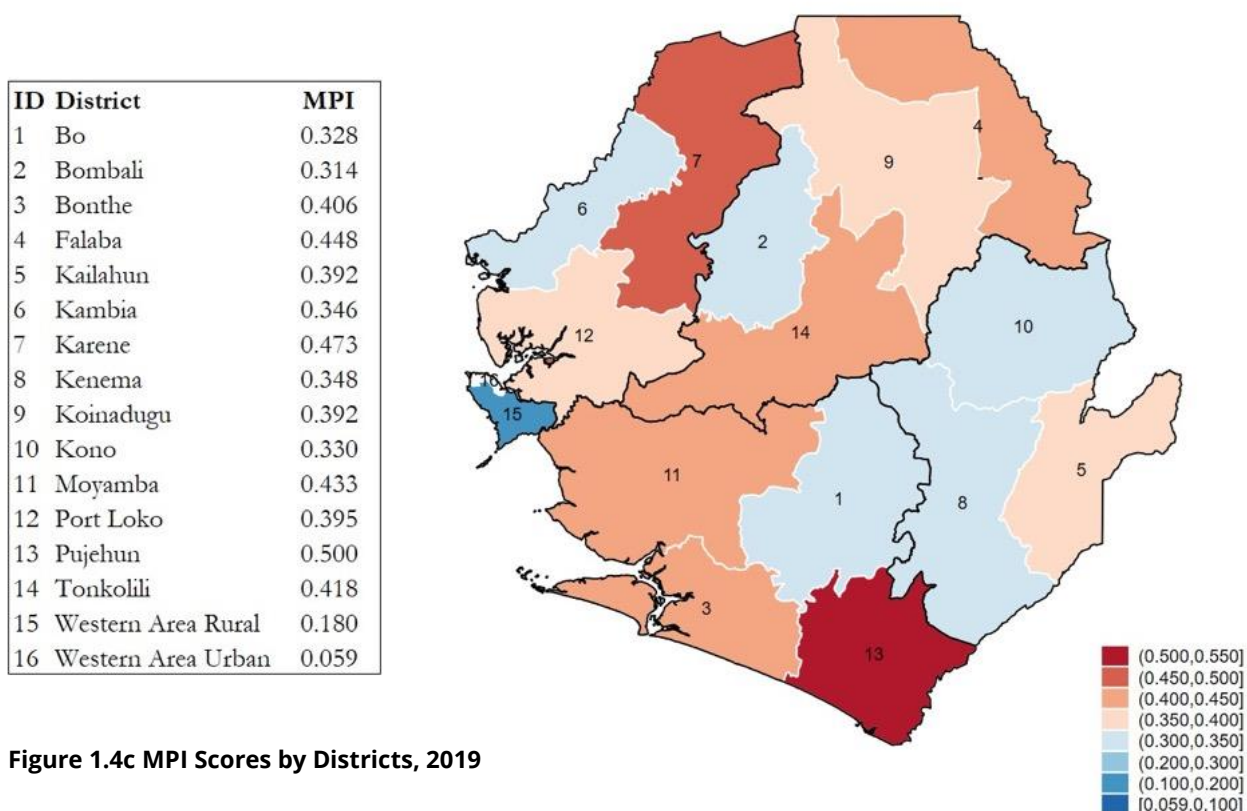 ID District MPI
1 Bo 0.328
2 Bombali 0.314
3 Bonthe 0.406
4 Falaba 0.448
5 Kailahun 0.392
6 Kambia 0.346
7 Karene 0.473
8 Kenema 0.348
9 Koinadugu 0.392
10 Kono 0.330
11 Moyamba 0.433
12 Port Loko 0.395
13 Pujehun 0.500
14 Tonkolili 0.418
15 Western Area Rural 0.180
16 Western Area Urban 0.059
4
7
9
6
2
10
14
12
16
15
11
5
1
8
3
13
(0.500,0.550]
(0.450,0.500]
(0.400,0.450]
(0.350,0.400]
(0.300,0.350]
(0.200,0.300]
(0.100,0.200]
[0.059,0.100]
Figure 1.4c MPI Scores by Districts, 2019